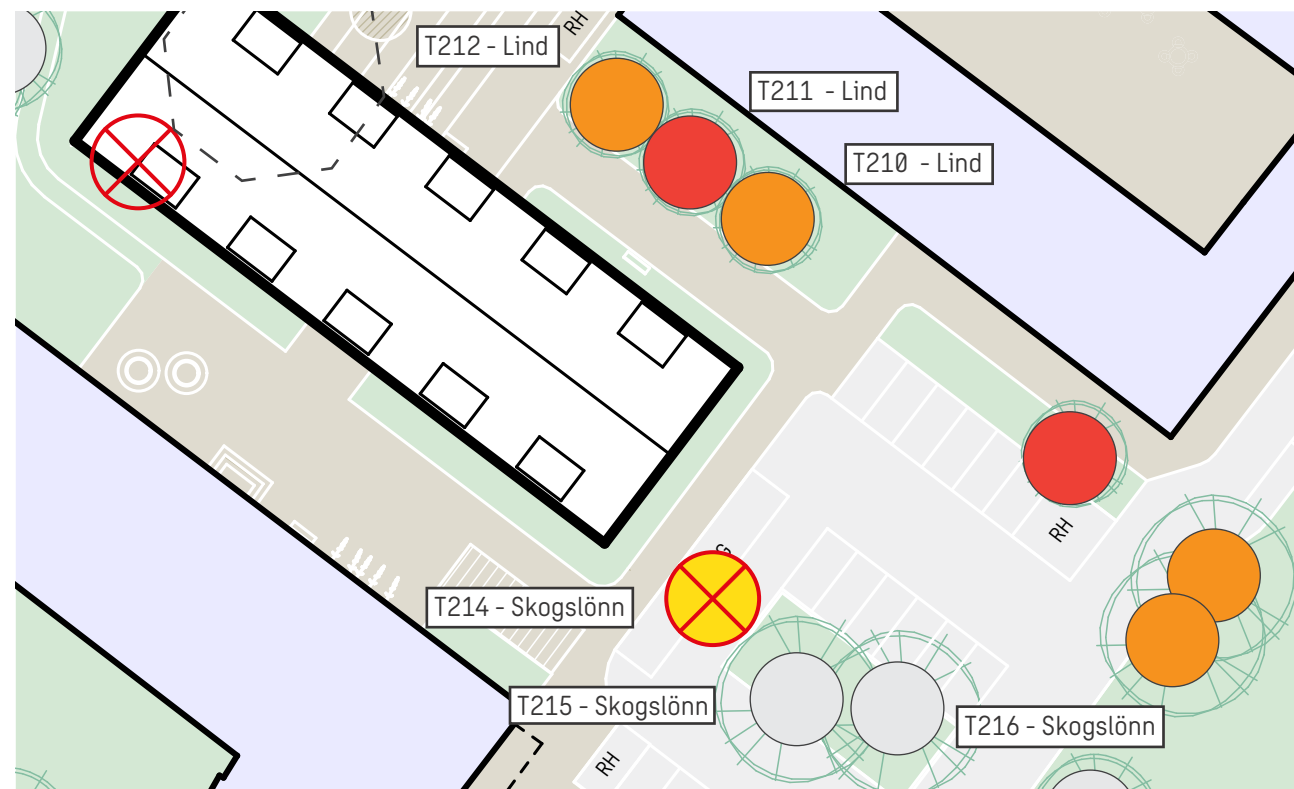 RH
T212 - Lind
T211 - Lind
T210 - Lind
RH
G
T214 - Skogslönn
T215 - Skogslönn
T216 - Skogslönn
RH